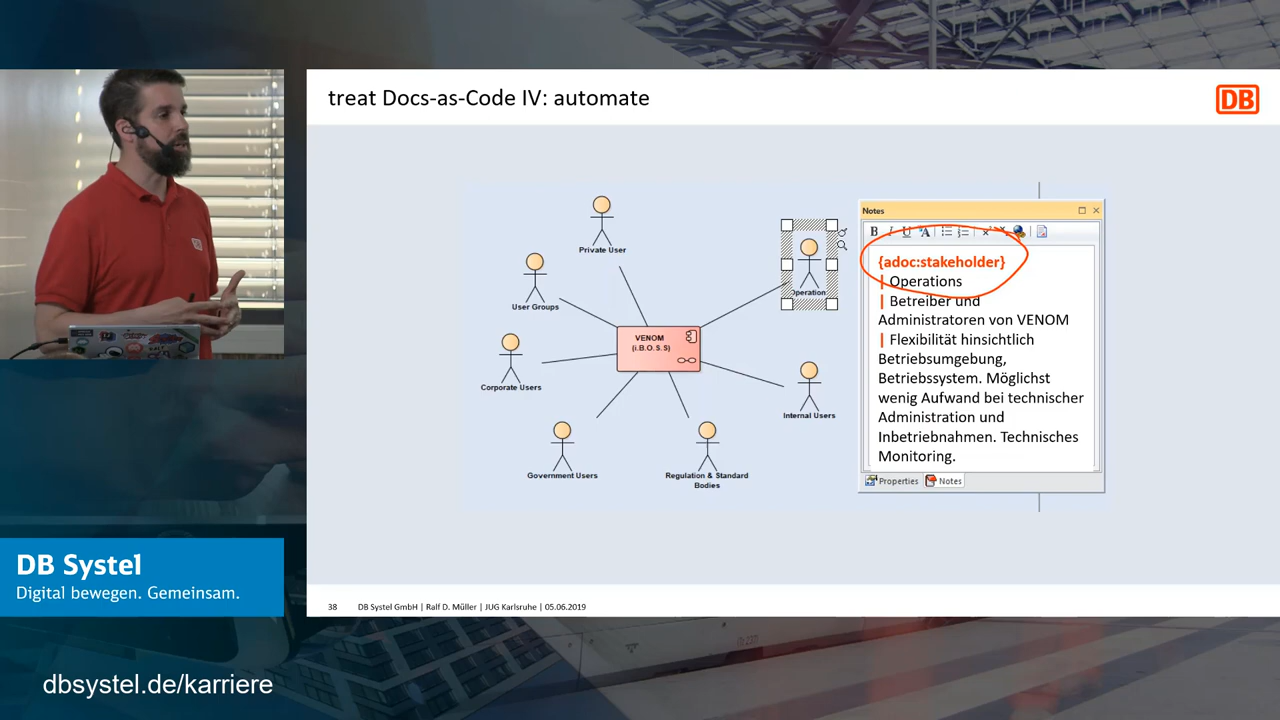 treat Docs-as-Code IV: automate
DB
Private User
User Groups
Corporate Users
Government Users
Regulation & Standard
Bodies
Internal Users
Operation
VENOM
(i.B.O.S.S)
Notes
B I U A
{adoc:stakeholder}
| Operations
| Betreiber und
Administratoren von VENOM
| Flexibilität hinsichtlich
Betriebsumgebung,
Betriebssystem. Möglichst
wenig Aufwand bei technischer
Administration und
Inbetriebnahmen. Technisches
Monitoring.
Properties Notes
38 DB Systel GmbH | Ralf D. Müller | JUG Karlsruhe | 05.06.2019
DB Systel
Digital bewegen. Gemeinsam.
dbsystel.de/karriere